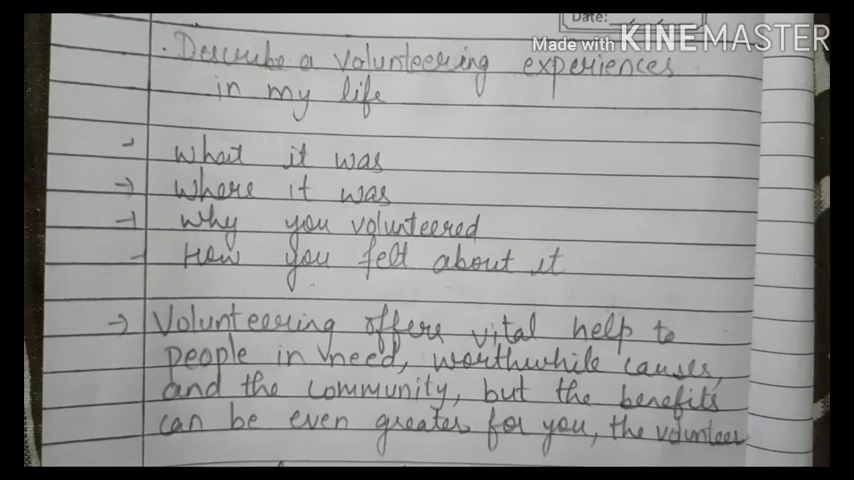 Date:
Made with KINEMASTER
. Describe a volunteering experiences
in my life
→ What it was
→ Where it was
→ Why you volunteered
→ How you felt about it
→ Volunteering offers vital help to
people in need, worthwhile causes,
and the community, but the benefits
can be even greater for you, the volunteer